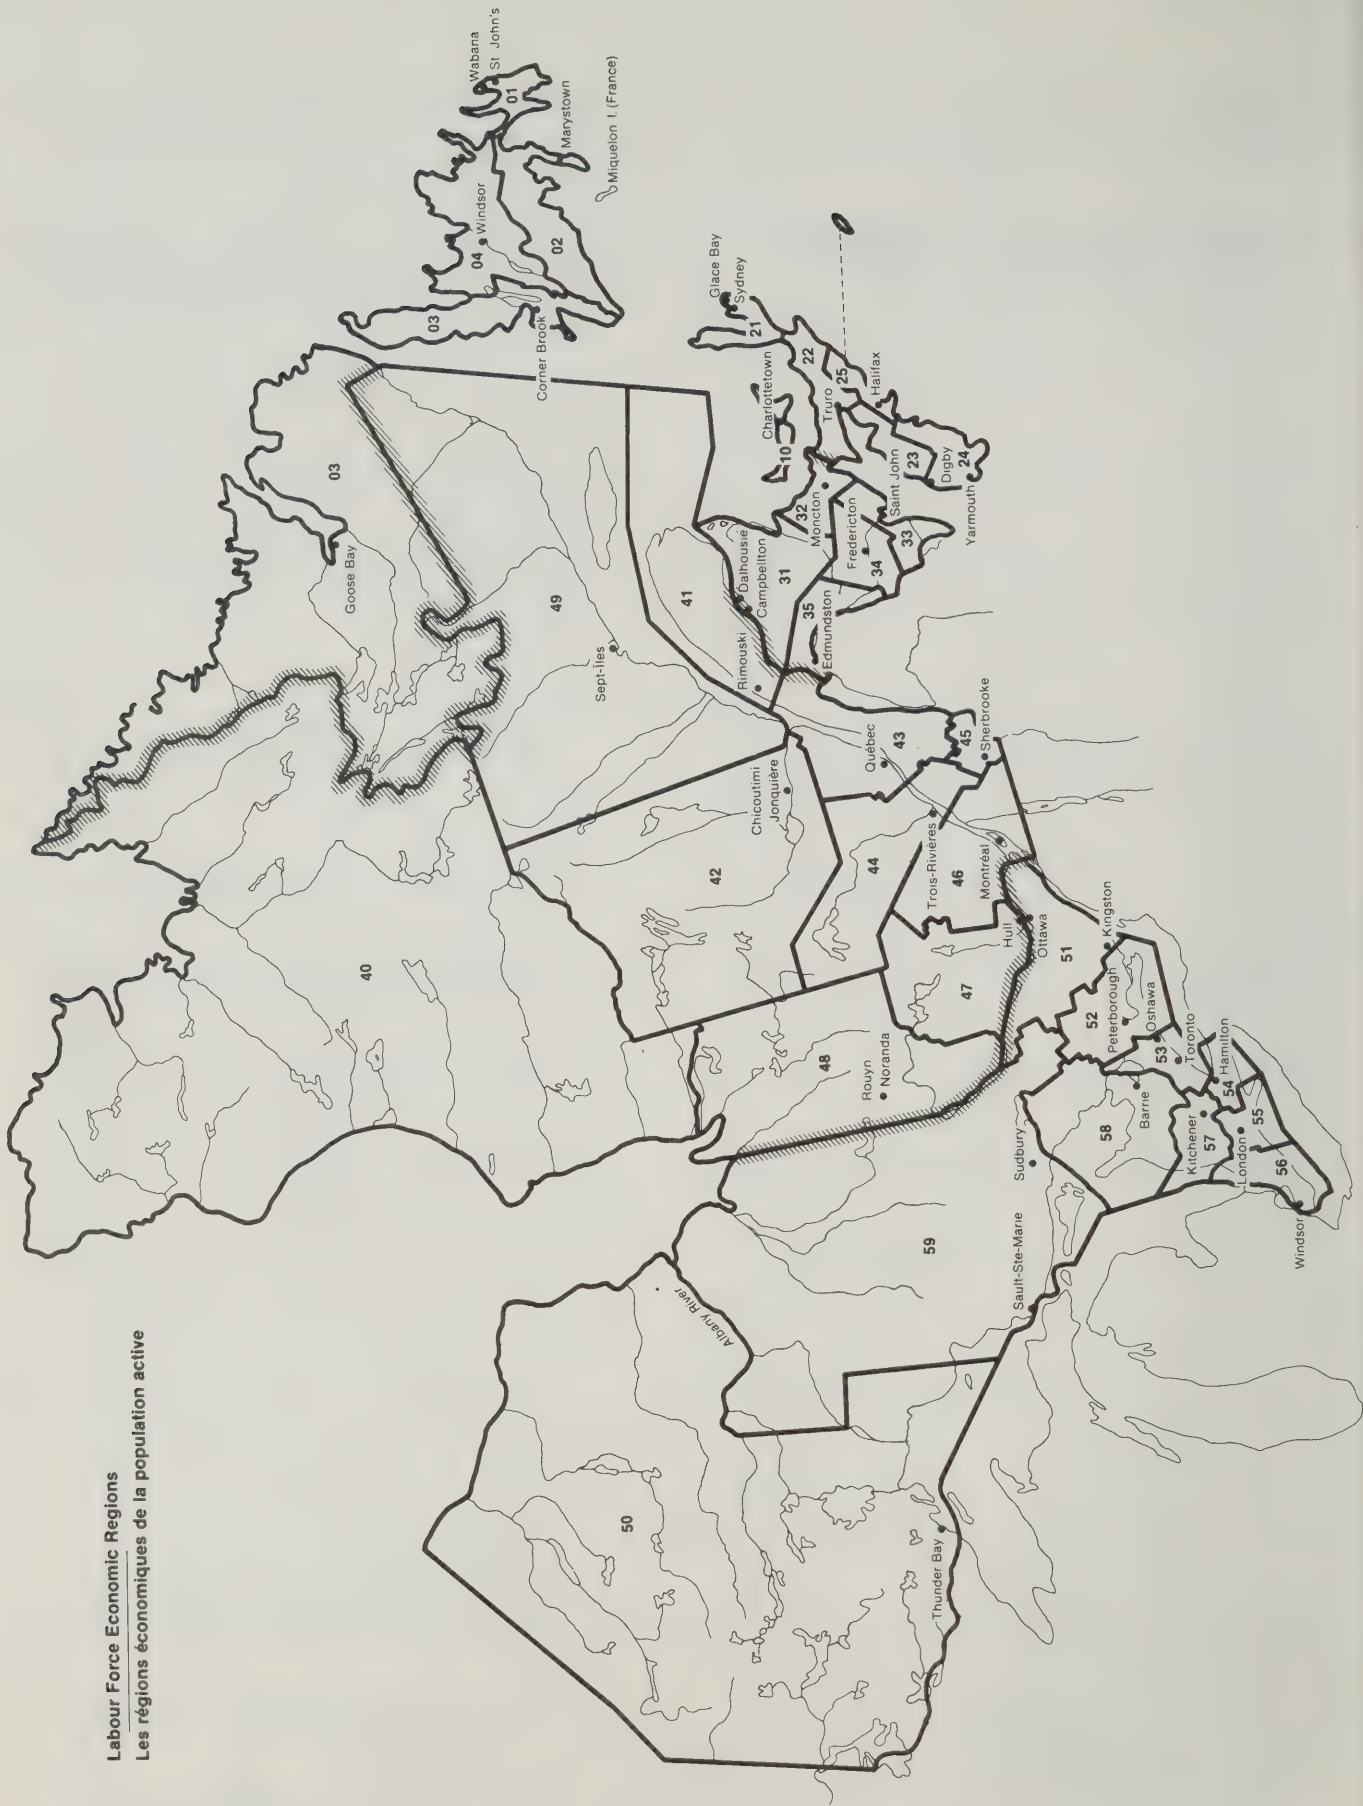 Labour Force Economic Regions
Les régions économiques de la population active
Wabana
St John's
01
Marystown
Miquelon I. (France)
Windsor
04
02
03
Corner Brook
03
Goose Bay
Glace Bay
Sydney
21
22
Charlottetown
10
Truro
25
Halifax
Saint John
23
Digby
24
Yarmouth
32
Moncton
Fredericton
33
34
31
Dalhousie
Campbellton
35
Edmundston
Rimouski
41
49
Sept-Îles
40
42
Chicoutimi
Jonquière
Québec
43
45
Sherbrooke
44
Trois-Rivières
46
Montréal
Hull
Ottawa
47
48
Rouyn
Noranda
51
Kingston
52
Peterborough
Oshawa
53
Toronto
Hamilton
54
55
Barrie
58
Kitchener
57
London
56
Windsor
Sudbury
59
Sault-Ste-Marie
Albany River
50
Thunder Bay